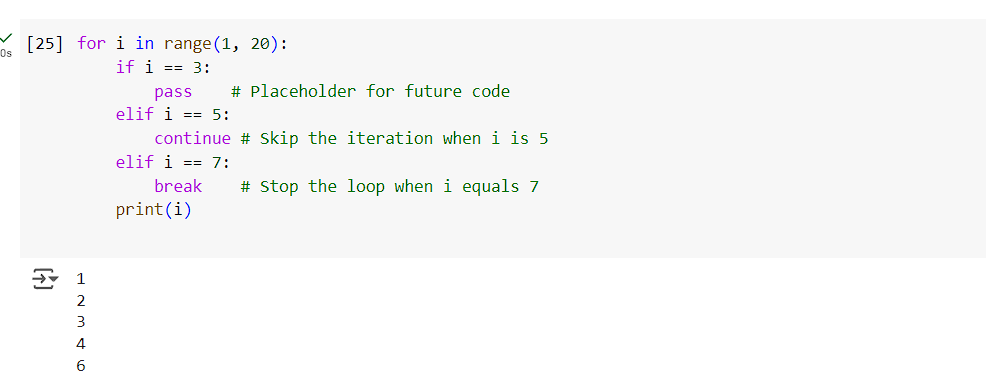 [25] for i in range(1, 20):
if i == 3:
pass    # Placeholder for future code
elif i == 5:
continue # Skip the iteration when i is 5
elif i == 7:
break    # Stop the loop when i equals 7
print(i)
0s
1
2
3
4
6